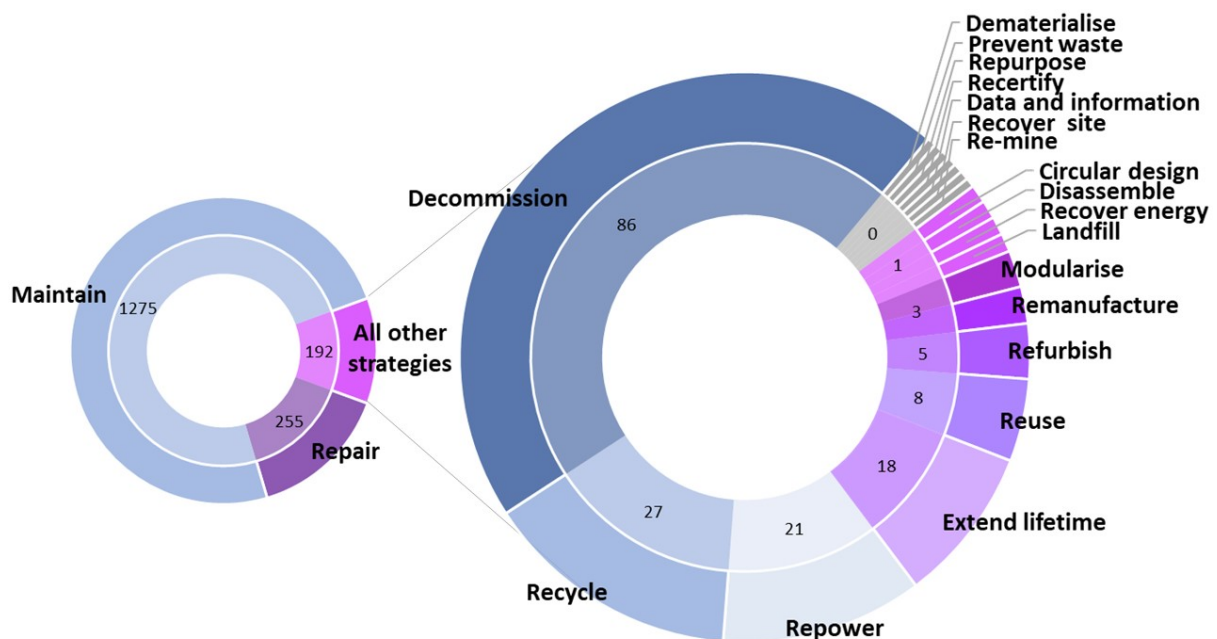 Maintain
1275
192
All other
strategies
255
Repair
Decommission
86
Dematerialise
Prevent waste
Repurpose
Recertify
Data and information
Recover site
Re-mine
0
Circular design
Disassemble
Recover energy
Landfill
1
Modularise
3
Remanufacture
5
Refurbish
8
Reuse
18
Extend lifetime
21
Repower
27
Recycle